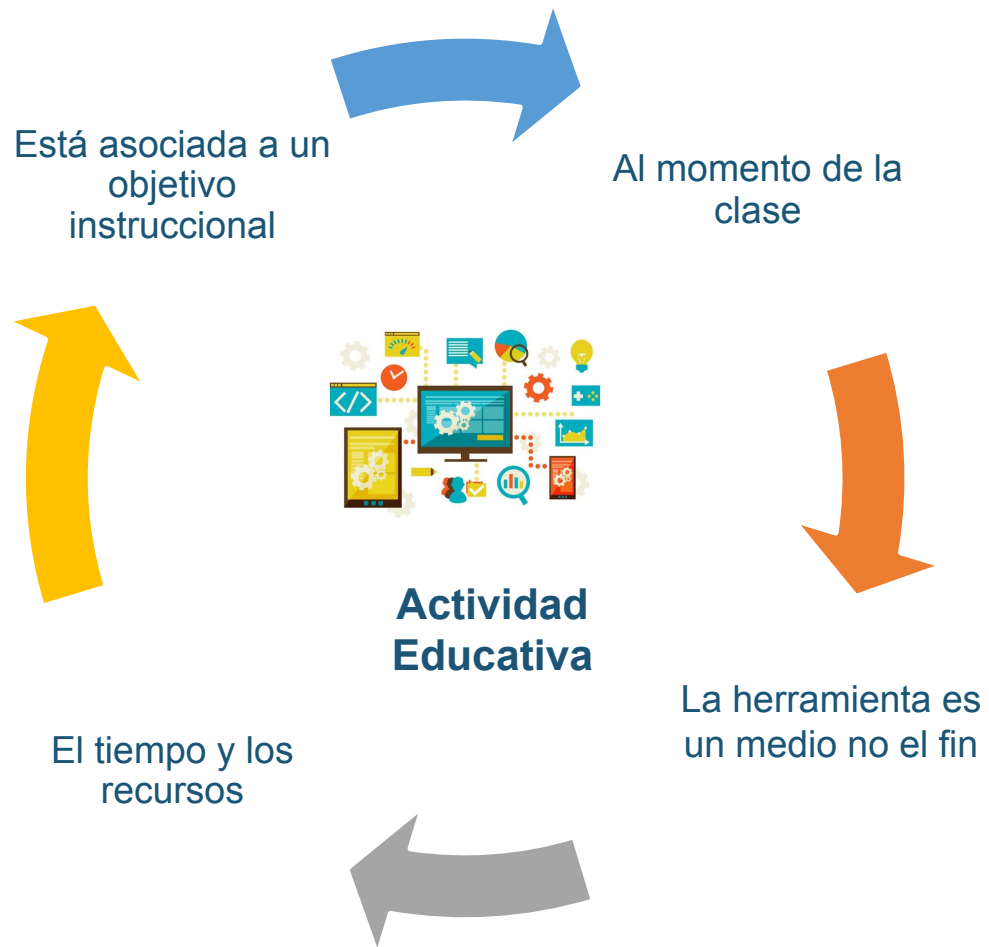 Está asociada a un
objetivo
instruccional
Al momento de la
clase
</>
Actividad
Educativa
La herramienta es
un medio no el fin
El tiempo y los
recursos